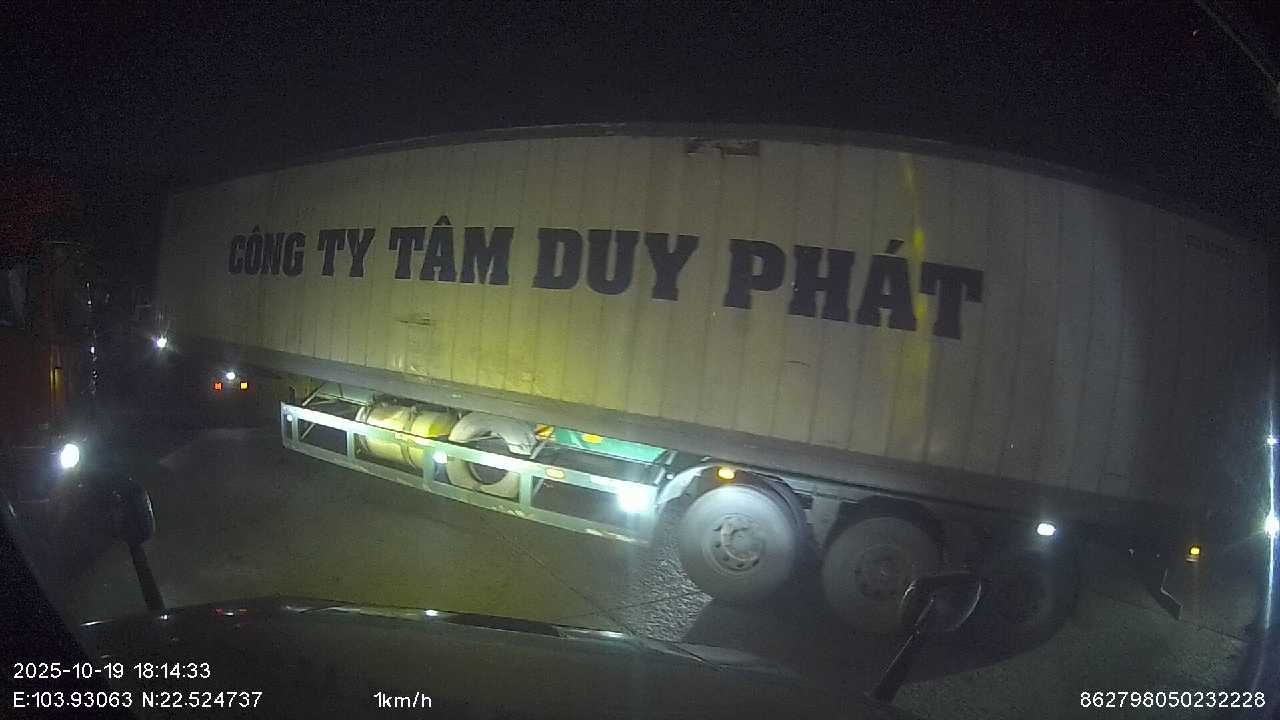 CÔNG TY TÂM DUY PHÁT
2025-10-19 18:14:33
E:103.93063 N:22.524737 1km/h 862798050232228